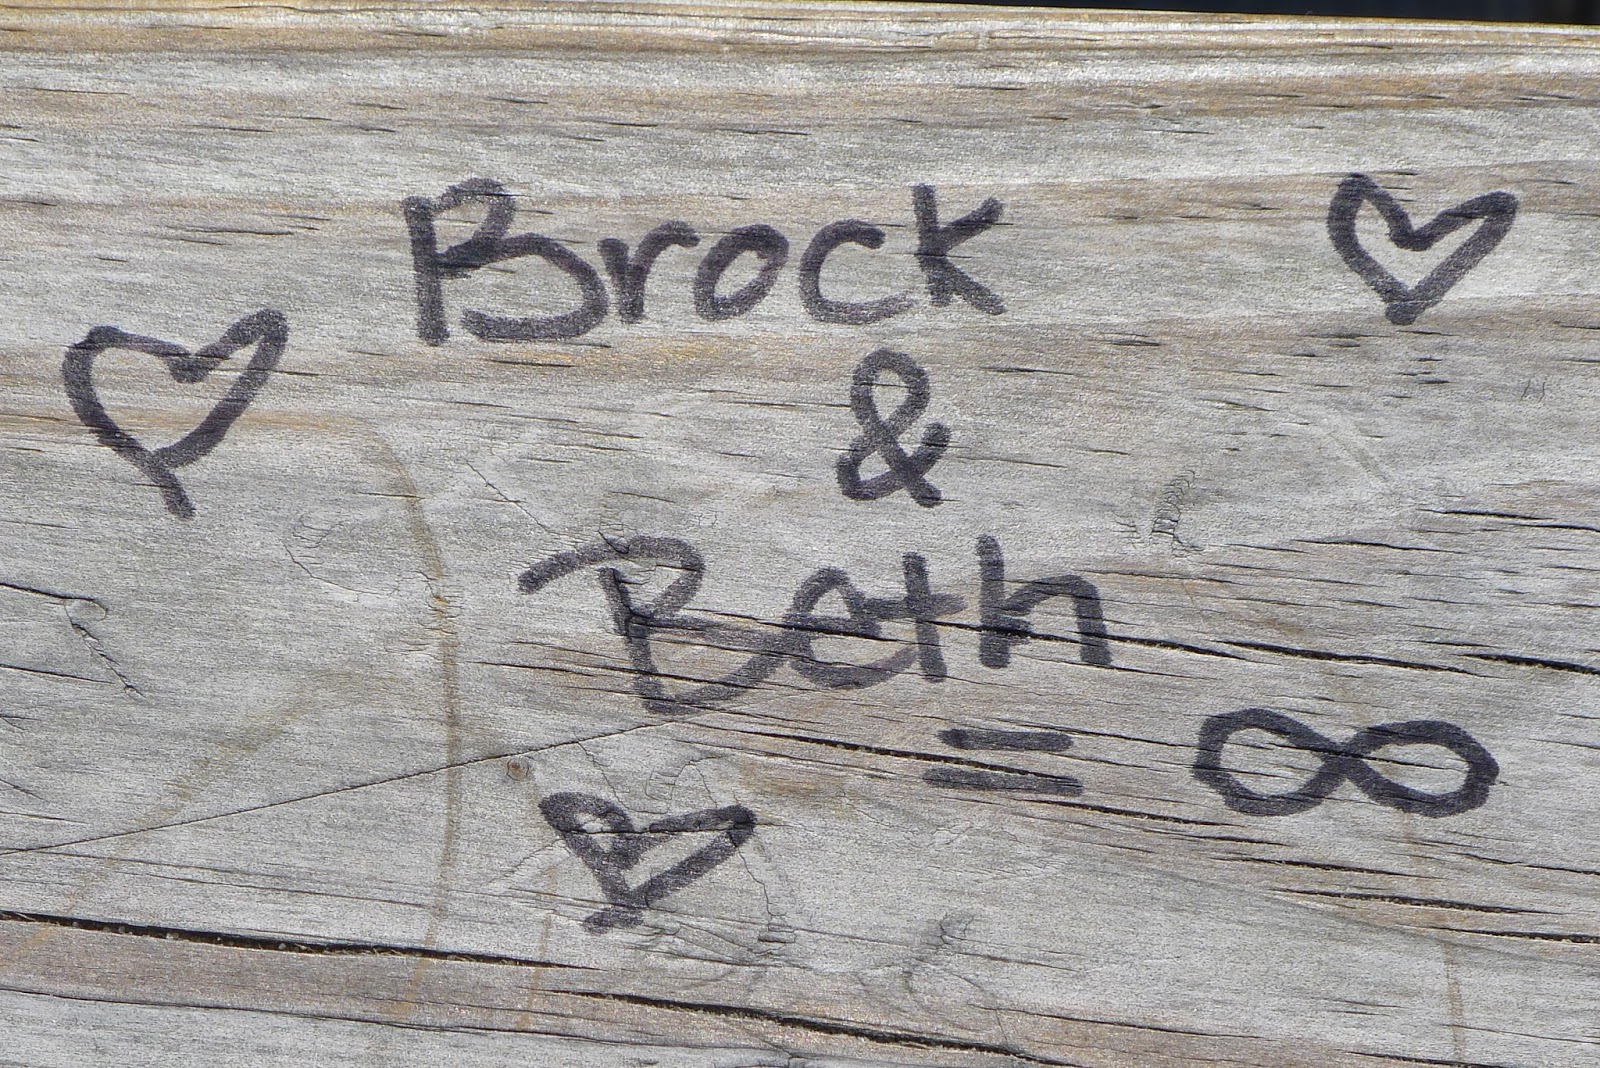 Brock
&
Beth
= ∞